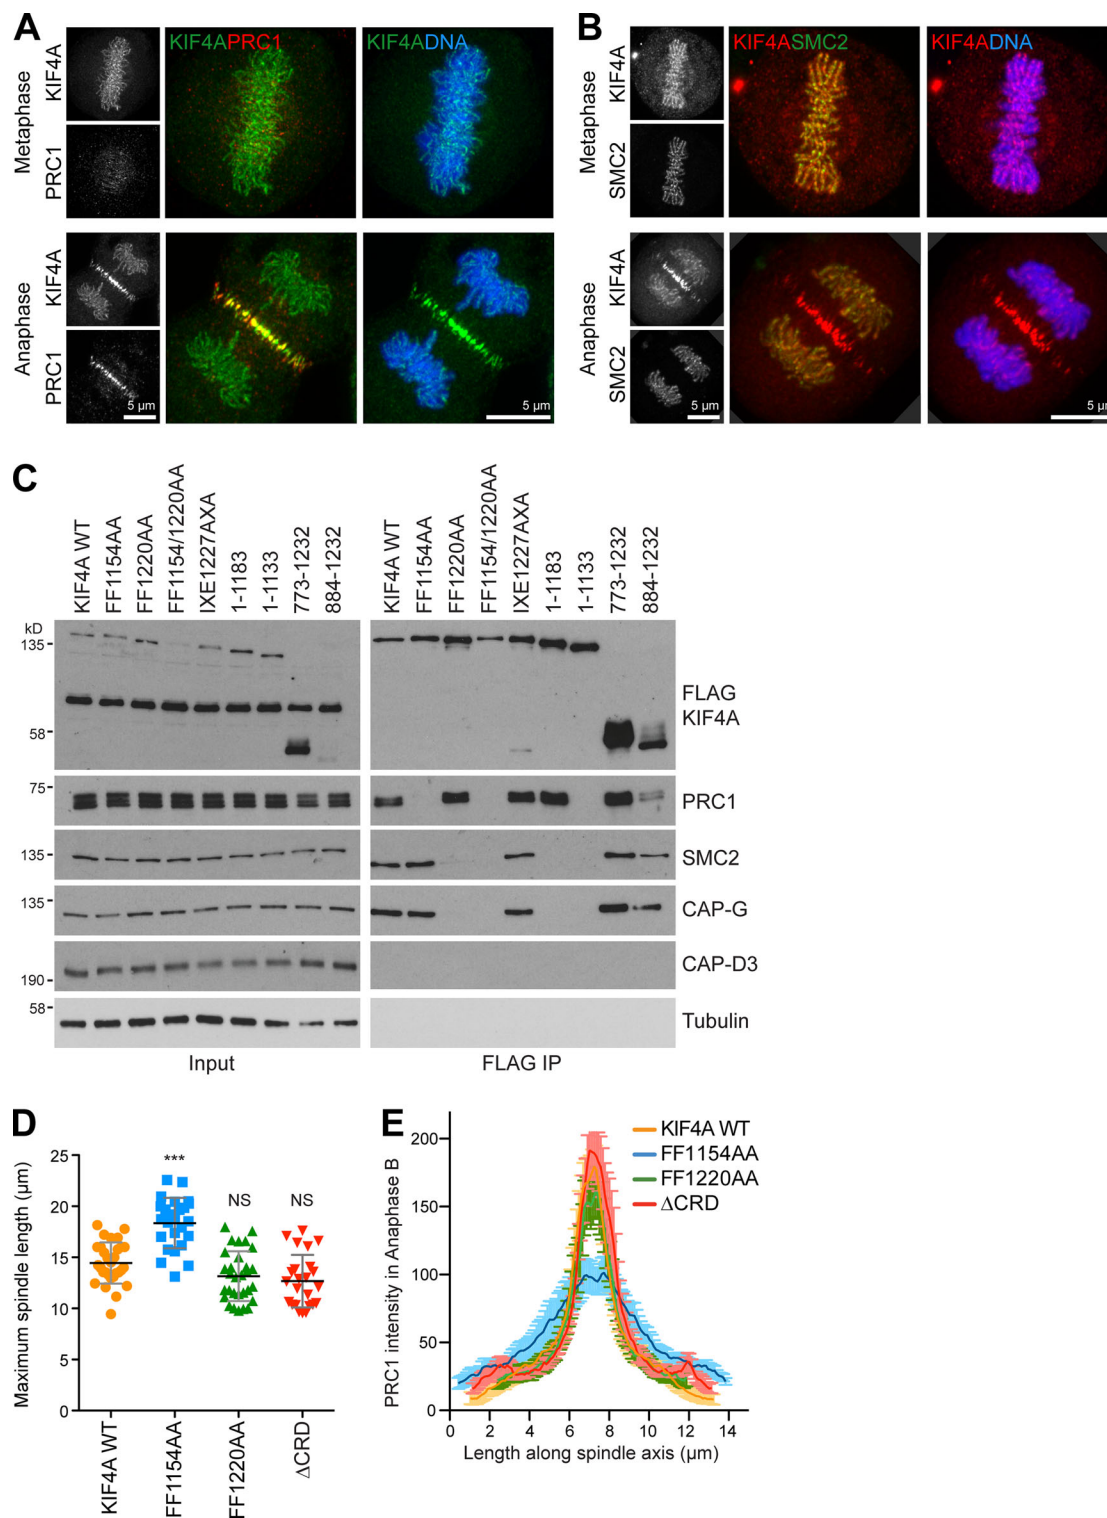 A
Metaphase
KIF4A
PRC1
KIF4APRC1
KIF4ADNA
Anaphase
KIF4A
PRC1
5 µm
5 µm
B
Metaphase
KIF4A
SMC2
KIF4ASMC2
KIF4ADNA
Anaphase
KIF4A
SMC2
5 µm
5 µm
C
KIF4A WT
FF1154AA
FF1220AA
FF1154/1220AA
IXE1227AXA
1-1183
1-1133
773-1232
884-1232
KIF4A WT
FF1154AA
FF1220AA
FF1154/1220AA
IXE1227AXA
1-1183
1-1133
773-1232
884-1232
kD
135
58
FLAG
KIF4A
75
PRC1
135
SMC2
135
CAP-G
190
CAP-D3
58
Tubulin
Input
FLAG IP
D
Maximum spindle length (µm)
25
20
15
10
5
0
***
NS
NS
KIF4A WT
FF1154AA
FF1220AA
ΔCRD
E
PRC1 intensity in Anaphase B
200
150
100
50
0
KIF4A WT
FF1154AA
FF1220AA
ΔCRD
0 2 4 6 8 10 12 14
Length along spindle axis (µm)